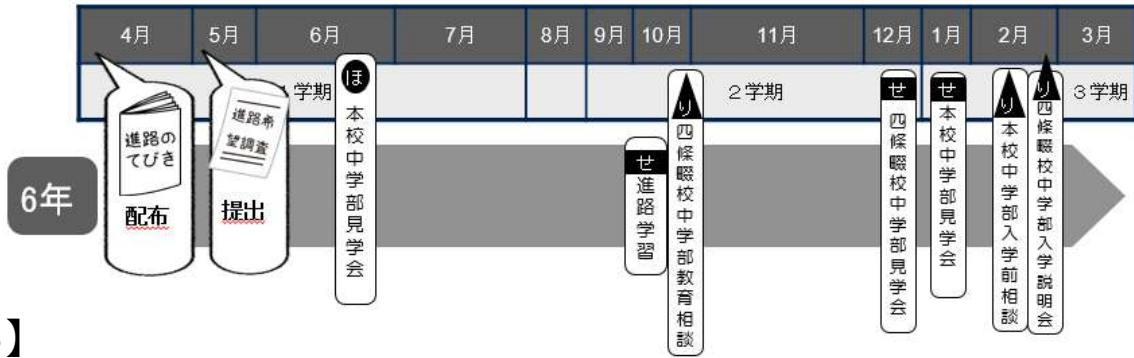 4月 5月 6月 7月 8月 9月 10月 11月 12月 1月 2月 3月
学期 2学期 3学期
6年
進路の
てびき
配布
進路希
望調査
提出
ほ 本校中学部見学会
せ 進路学習
り 四條畷校中学部教育相談
せ 四條畷校中学部見学会
せ 本校中学部見学会
り 本校中学部入学前相談
り 四條畷校中学部入学説明会
】